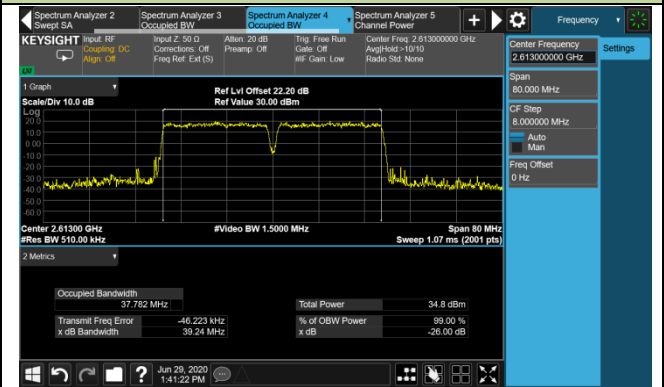 Spectrum Analyzer 2
Swept SA
Spectrum Analyzer 3
Occupied BW
Spectrum Analyzer 4
Occupied BW
Spectrum Analyzer 5
Channel Power
Frequency
KEYSIGHT
Input: RF
Coupling: DC
Align: Off
Input Z: 50 Ω
Corrections: Off
Freq Ref: Ext (S)
Atten: 20 dB
Preamp: Off
Trig: Free Run
Gate: Off
#IF Gain: Low
Center Freq: 2.613000000 GHz
Avg|Hold:>10/10
Radio Std: None
Center Frequency
2.613000000 GHz
Settings
Span
80.000 MHz
CF Step
8.000000 MHz
Auto
Man
Freq Offset
0 Hz
1 Graph
Scale/Div 10.0 dB
Ref Lvl Offset 22.20 dB
Ref Value 30.00 dBm
Log
20.0
10.0
0.00
-10.0
-20.0
-30.0
-40.0
-50.0
-60.0
Center 2.61300 GHz
#Res BW 510.00 kHz
#Video BW 1.5000 MHz
Span 80 MHz
Sweep 1.07 ms (2001 pts)
2 Metrics
Occupied Bandwidth
37.782 MHz
Total Power
34.8 dBm
Transmit Freq Error
-46.223 kHz
% of OBW Power
99.00 %
x dB Bandwidth
39.24 MHz
x dB
-26.00 dB
Jun 29, 2020
1:41:22 PM